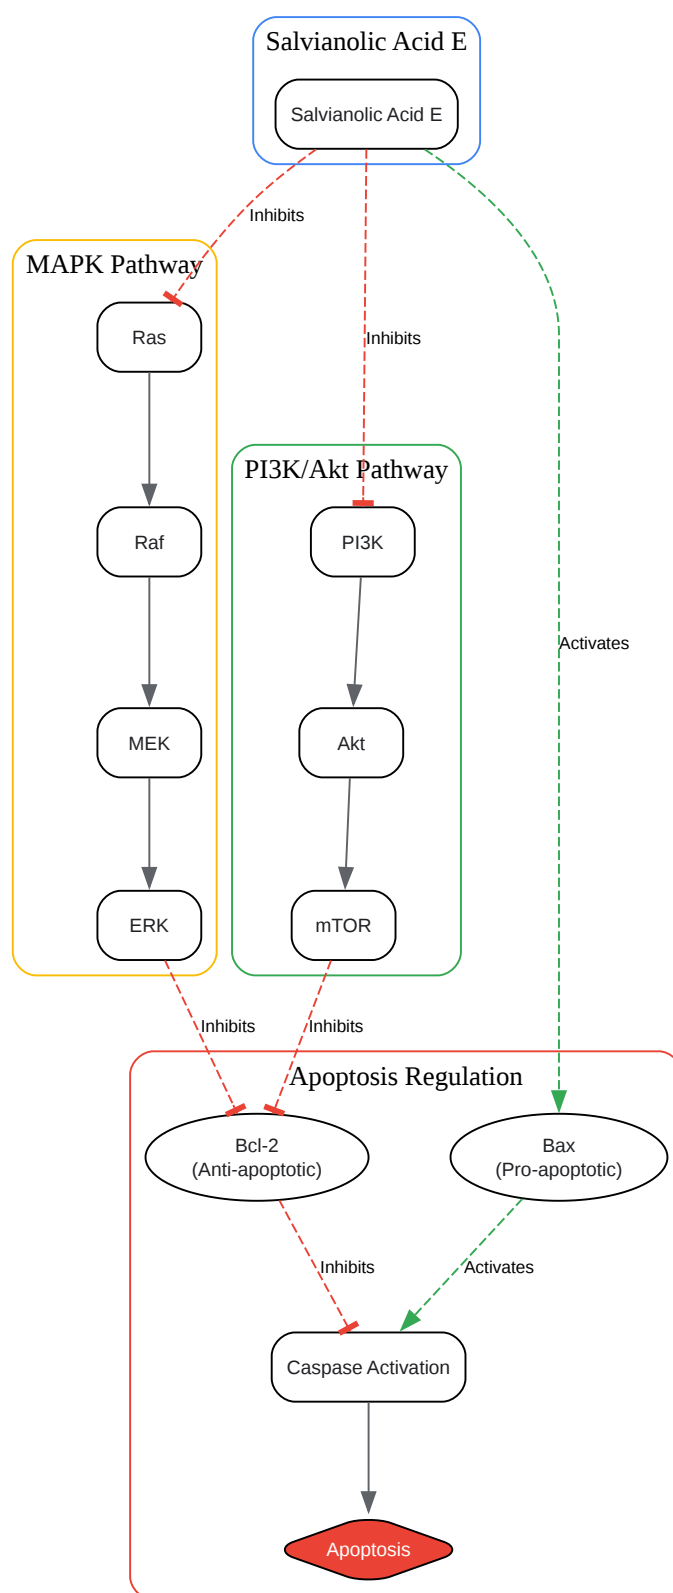 Salvianolic Acid E
Salvianolic Acid E
Inhibits
MAPK Pathway
Ras
Inhibits
PI3K/Akt Pathway
Raf
PI3K
Activates
MEK
Akt
ERK
mTOR
Inhibits
Inhibits
Apoptosis Regulation
Bcl-2
(Anti-apoptotic)
Bax
(Pro-apoptotic)
Inhibits
Activates
Caspase Activation
Apoptosis